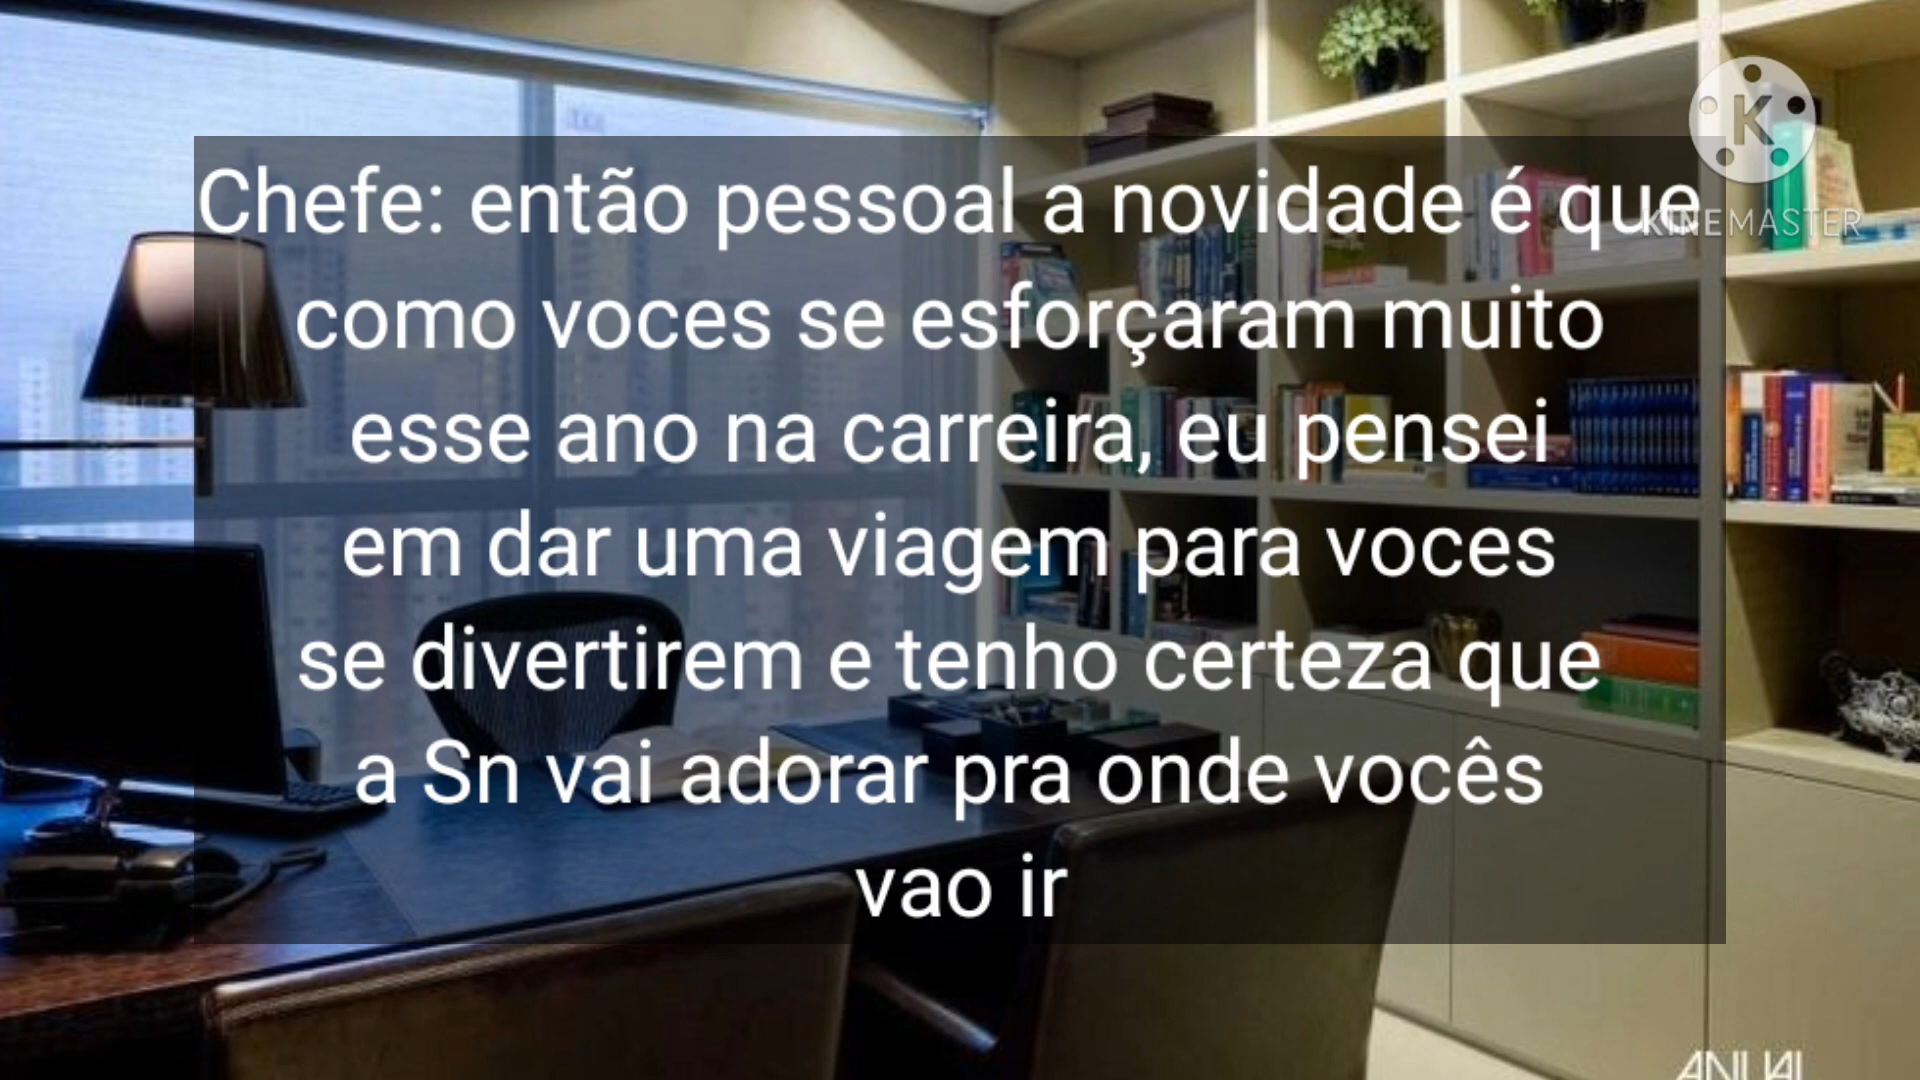 Chefe: então pessoal a novidade é que
como voces se esforçaram muito
esse ano na carreira, eu pensei
em dar uma viagem para voces
se divertirem e tenho certeza que
a Sn vai adorar pra onde vocês
vao ir
K
KINEMASTER